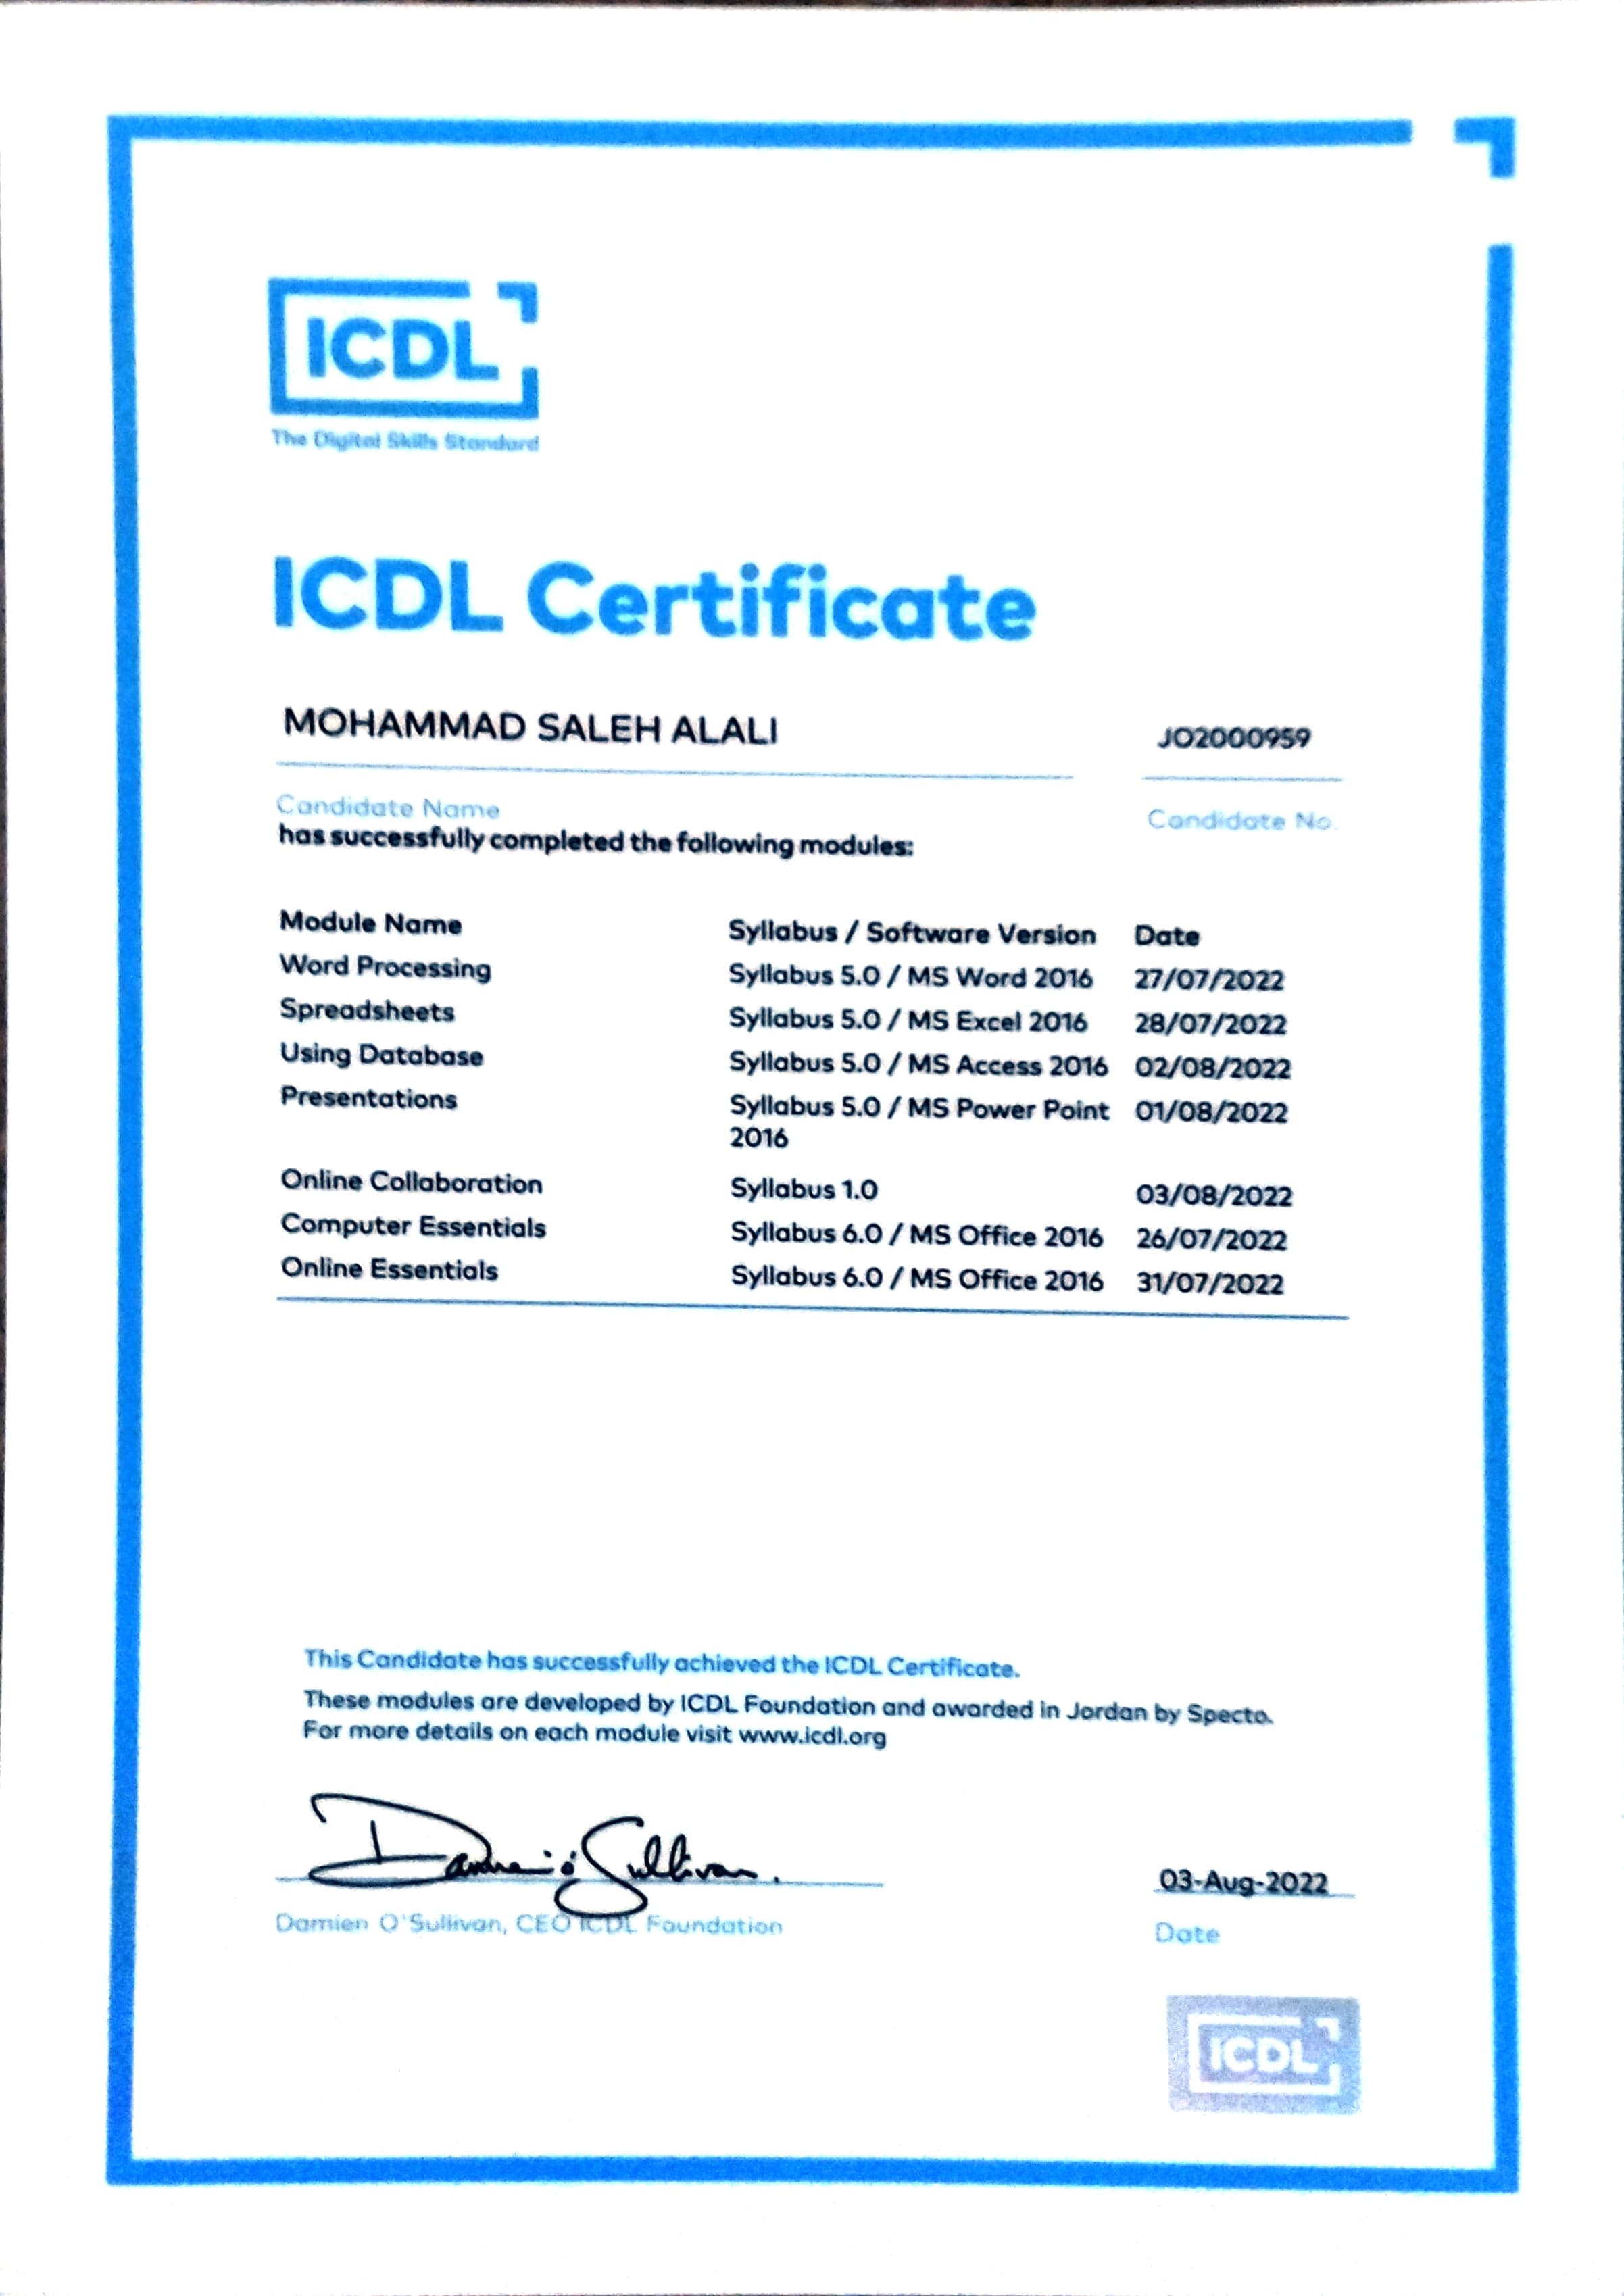 ICDL
The Digital Skills Standard
ICDL Certificate
MOHAMMAD SALEH ALALI JO2000959
Candidate Name Candidate No.
has successfully completed the following modules:
Module Name Syllabus / Software Version Date
Word Processing Syllabus 5.0 / MS Word 2016 27/07/2022
Spreadsheets Syllabus 5.0 / MS Excel 2016 28/07/2022
Using Database Syllabus 5.0 / MS Access 2016 02/08/2022
Presentations Syllabus 5.0 / MS Power Point 01/08/2022
2016
Online Collaboration Syllabus 1.0 03/08/2022
Computer Essentials Syllabus 6.0 / MS Office 2016 26/07/2022
Online Essentials Syllabus 6.0 / MS Office 2016 31/07/2022
This Candidate has successfully achieved the ICDL Certificate.
These modules are developed by ICDL Foundation and awarded in Jordan by Specto.
For more details on each module visit www.icdl.org
Damien O'Sullivan. 03-Aug-2022
Damien O'Sullivan, CEO ICDL Foundation Date
ICDL